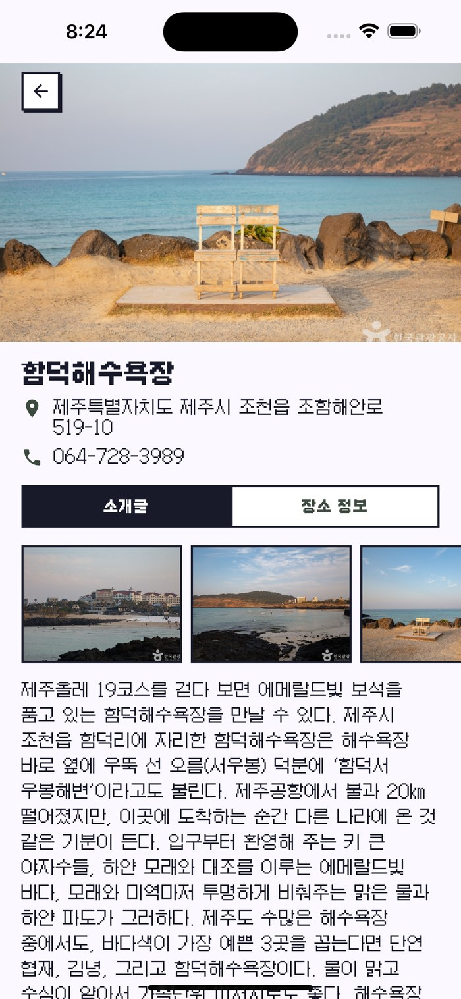 8:24
한국관광공사
함덕해수욕장
제주특별자치도 제주시 조천읍 조함해안로
519-10
064-728-3989
소개글
장소 정보
한국관광
한국관광
제주올레 19코스를 걷다 보면 에메랄드빛 보석을
품고 있는 함덕해수욕장을 만날 수 있다. 제주시
조천읍 함덕리에 자리한 함덕해수욕장은 해수욕장
바로 옆에 우뚝 선 오름(서우봉) 덕분에 ‘함덕서
우봉해변’이라고도 불린다. 제주공항에서 불과 20km
떨어졌지만, 이곳에 도착하는 순간 다른 나라에 온 것
같은 기분이 든다. 입구부터 환영해 주는 키 큰
야자수들, 하얀 모래와 대조를 이루는 에메랄드빛
바다, 모래와 미역마저 투명하게 비춰주는 맑은 물과
하얀 파도가 그러하다. 제주도 수많은 해수욕장
중에서도, 바다색이 가장 예쁜 3곳을 꼽는다면 단연
협재, 김녕, 그리고 함덕해수욕장이다. 물이 맑고
수심이 얕아서 좋다. 해수욕장